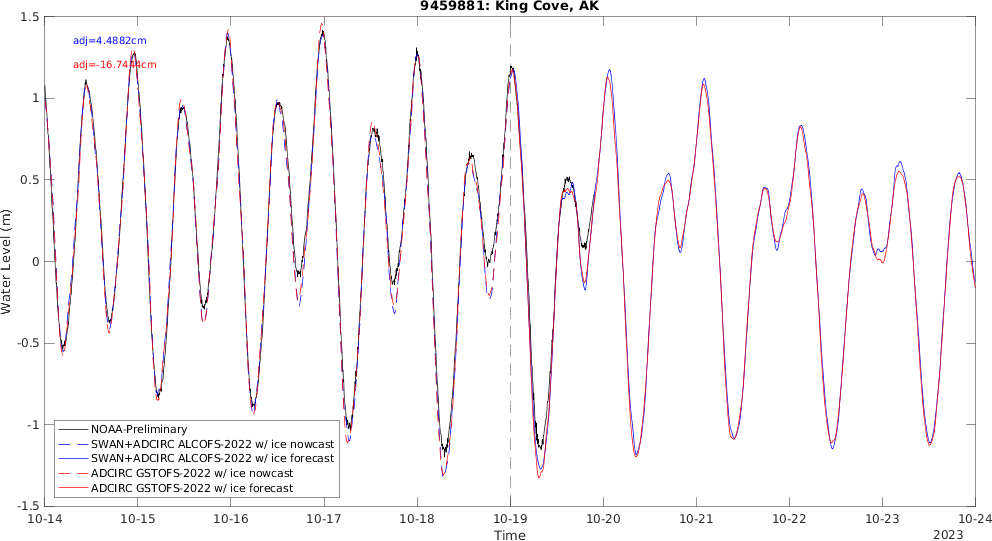 9459881: King Cove, AK
adj=4.4882cm
adj=-16.7444cm
Water Level (m)
1.5
1
0.5
0
-0.5
-1
-1.5
NOAA-Preliminary
SWAN+ADCIRC ALCOFS-2022 w/ ice nowcast
SWAN+ADCIRC ALCOFS-2022 w/ ice forecast
ADCIRC GSTOFS-2022 w/ ice nowcast
ADCIRC GSTOFS-2022 w/ ice forecast
10-14 10-15 10-16 10-17 10-18 10-19 10-20 10-21 10-22 10-23 10-24
Time
2023